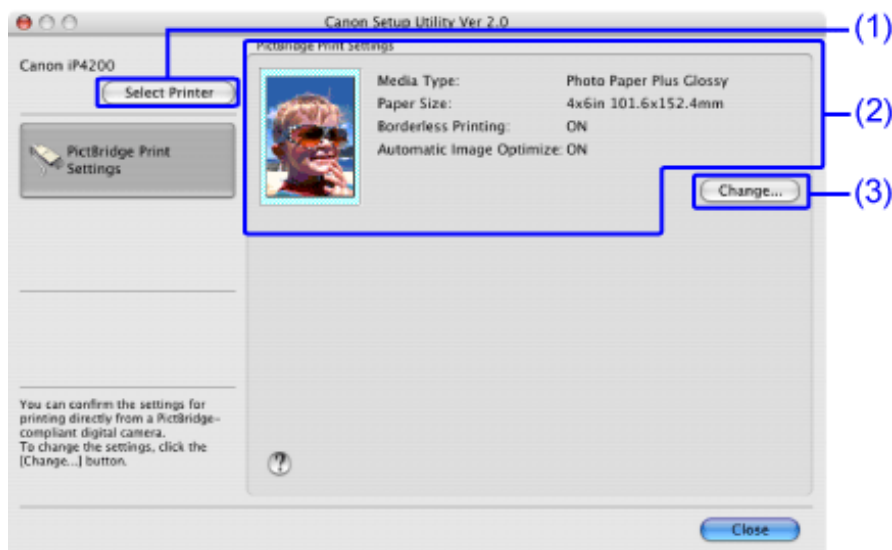 Canon Setup Utility Ver 2.0
(1)
PictBridge Print Settings
Canon iP4200
Select Printer
Media Type: Photo Paper Plus Glossy
Paper Size: 4x6in 101.6x152.4mm
(2)
Borderless Printing: ON
Automatic Image Optimize: ON
PictBridge Print
Settings
Change...
(3)
You can confirm the settings for
printing directly from a PictBridge-
compliant digital camera.
To change the settings, click the
[Change...] button.
?
Close